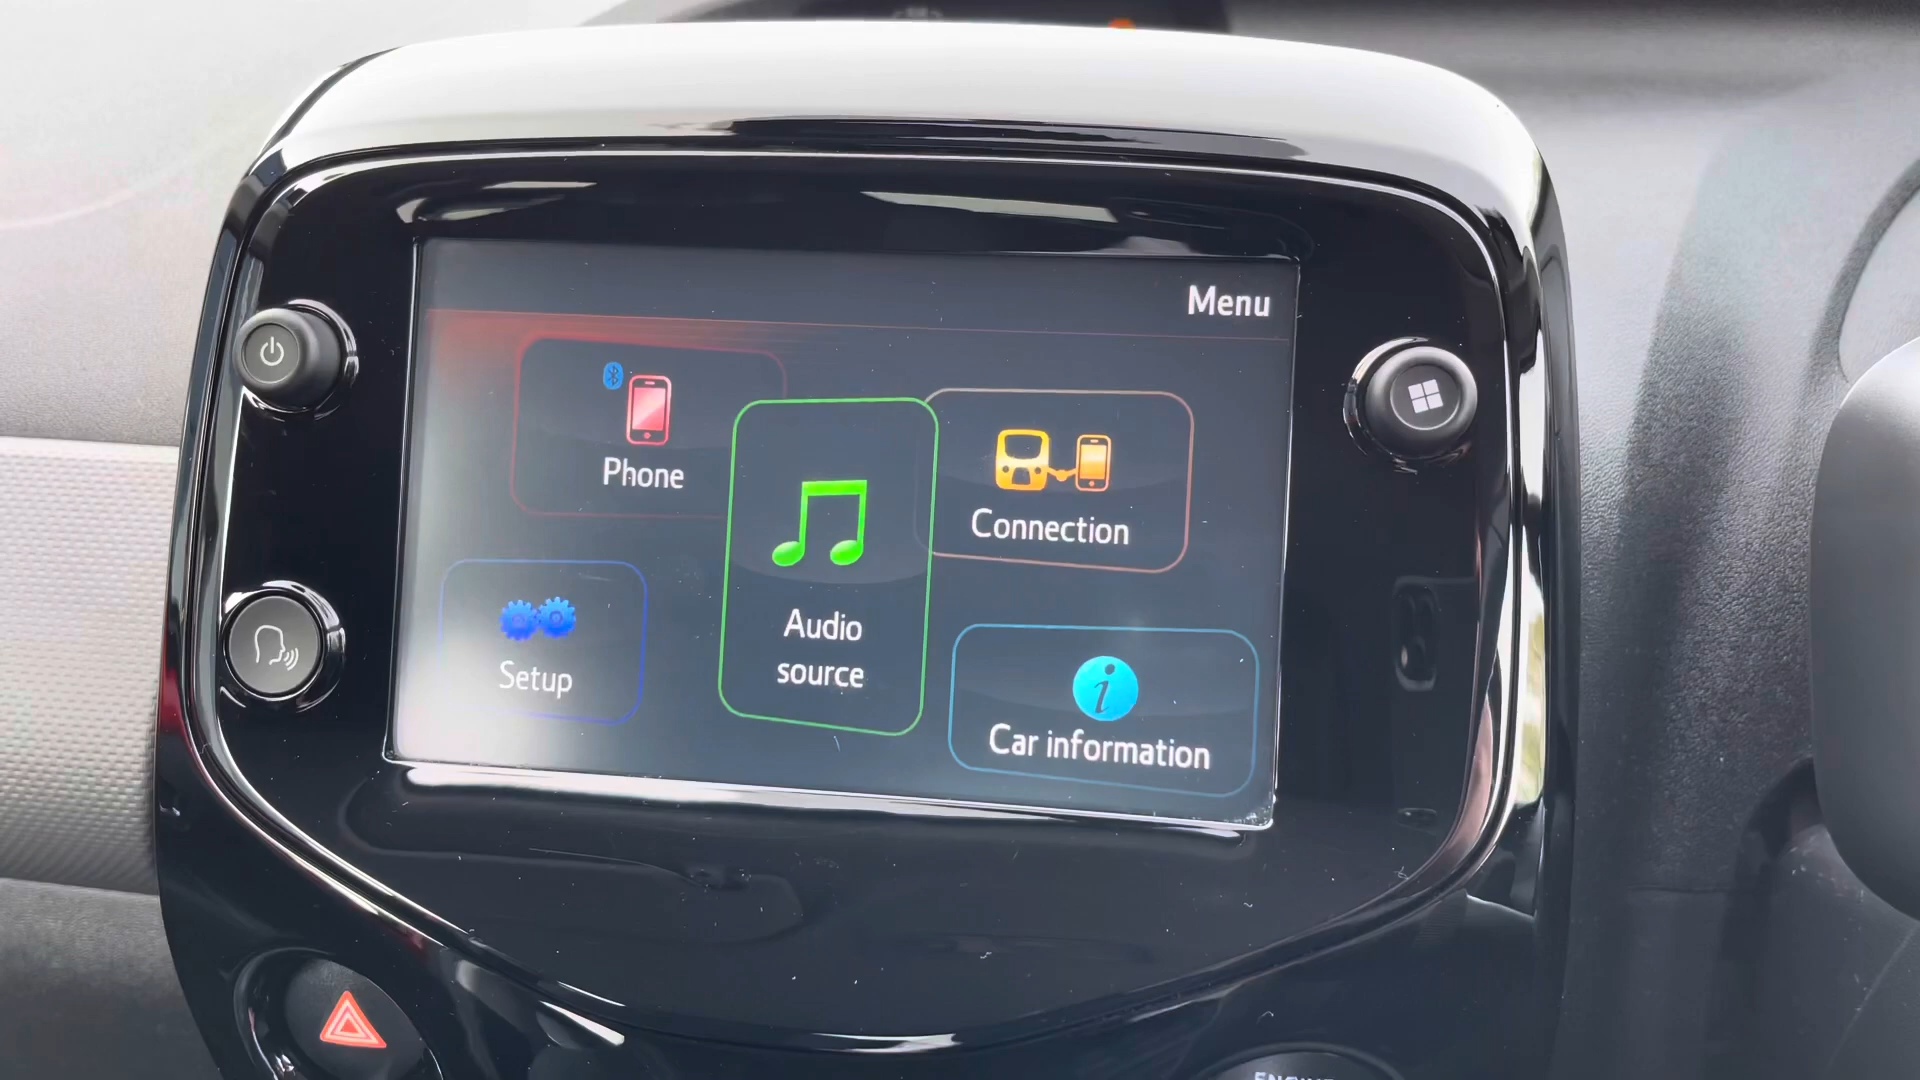 Menu
Phone
Connection
Audio
source
Setup
Car information